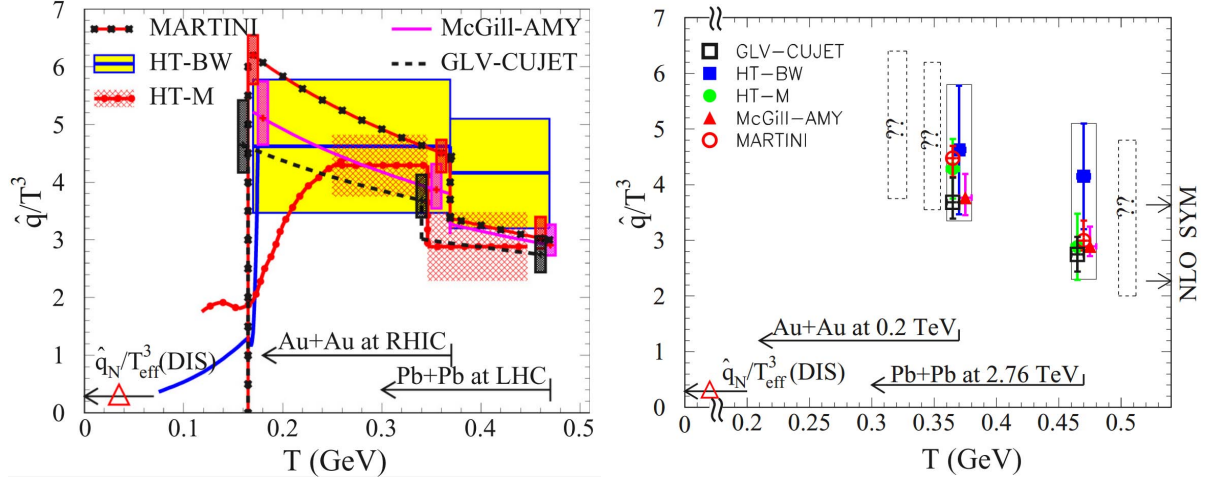 MARTINI
HT-BW
HT-M
McGill-AMY
GLV-CUJET
q̂/T³
7
6
5
4
3
2
1
0
Au+Au at RHIC
Pb+Pb at LHC
q̂_N/T³_eff(DIS)
0 0.1 0.2 0.3 0.4 0.5
T (GeV)
GLV-CUJET
HT-BW
HT-M
McGill-AMY
MARTINI
q̂/T³
7
6
5
4
3
2
1
0
??
??
??
NLO SYM
Au+Au at 0.2 TeV
Pb+Pb at 2.76 TeV
q̂_N/T³_eff(DIS)
0 0.2 0.25 0.3 0.35 0.4 0.45 0.5
T (GeV)